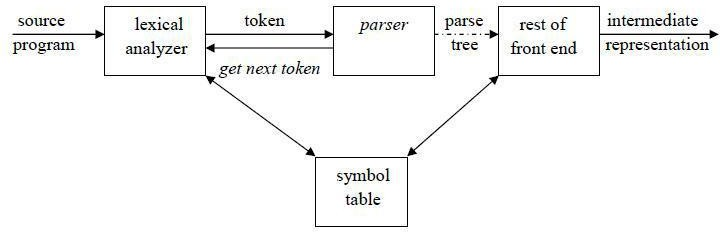 source
program
lexical
analyzer
token
get next token
parser
parse
tree
rest of
front end
intermediate
representation
symbol
table